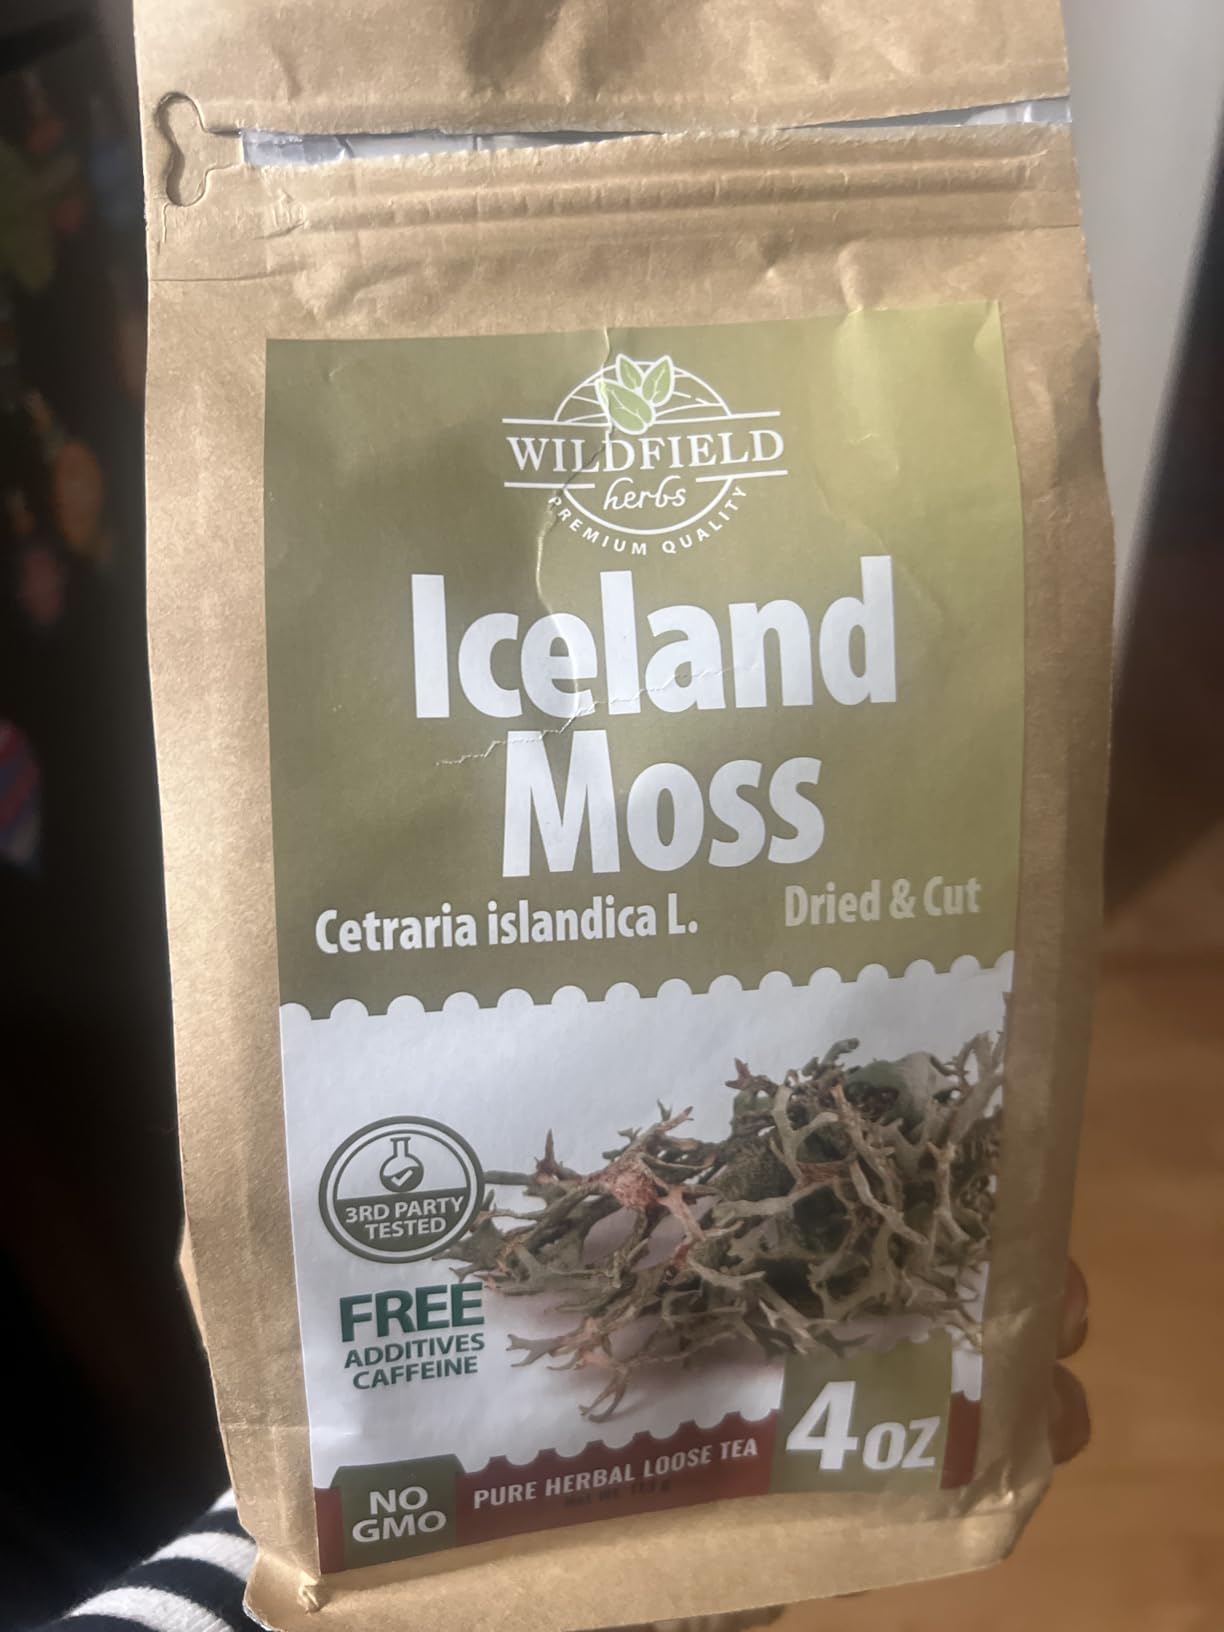 WILDFIELD
herbs
PREMIUM QUALITY
Iceland
Moss
Cetraria islandica L.
Dried & Cut
3RD PARTY
TESTED
FREE
ADDITIVES
CAFFEINE
4oz
PURE HERBAL LOOSE TEA
NO
GMO